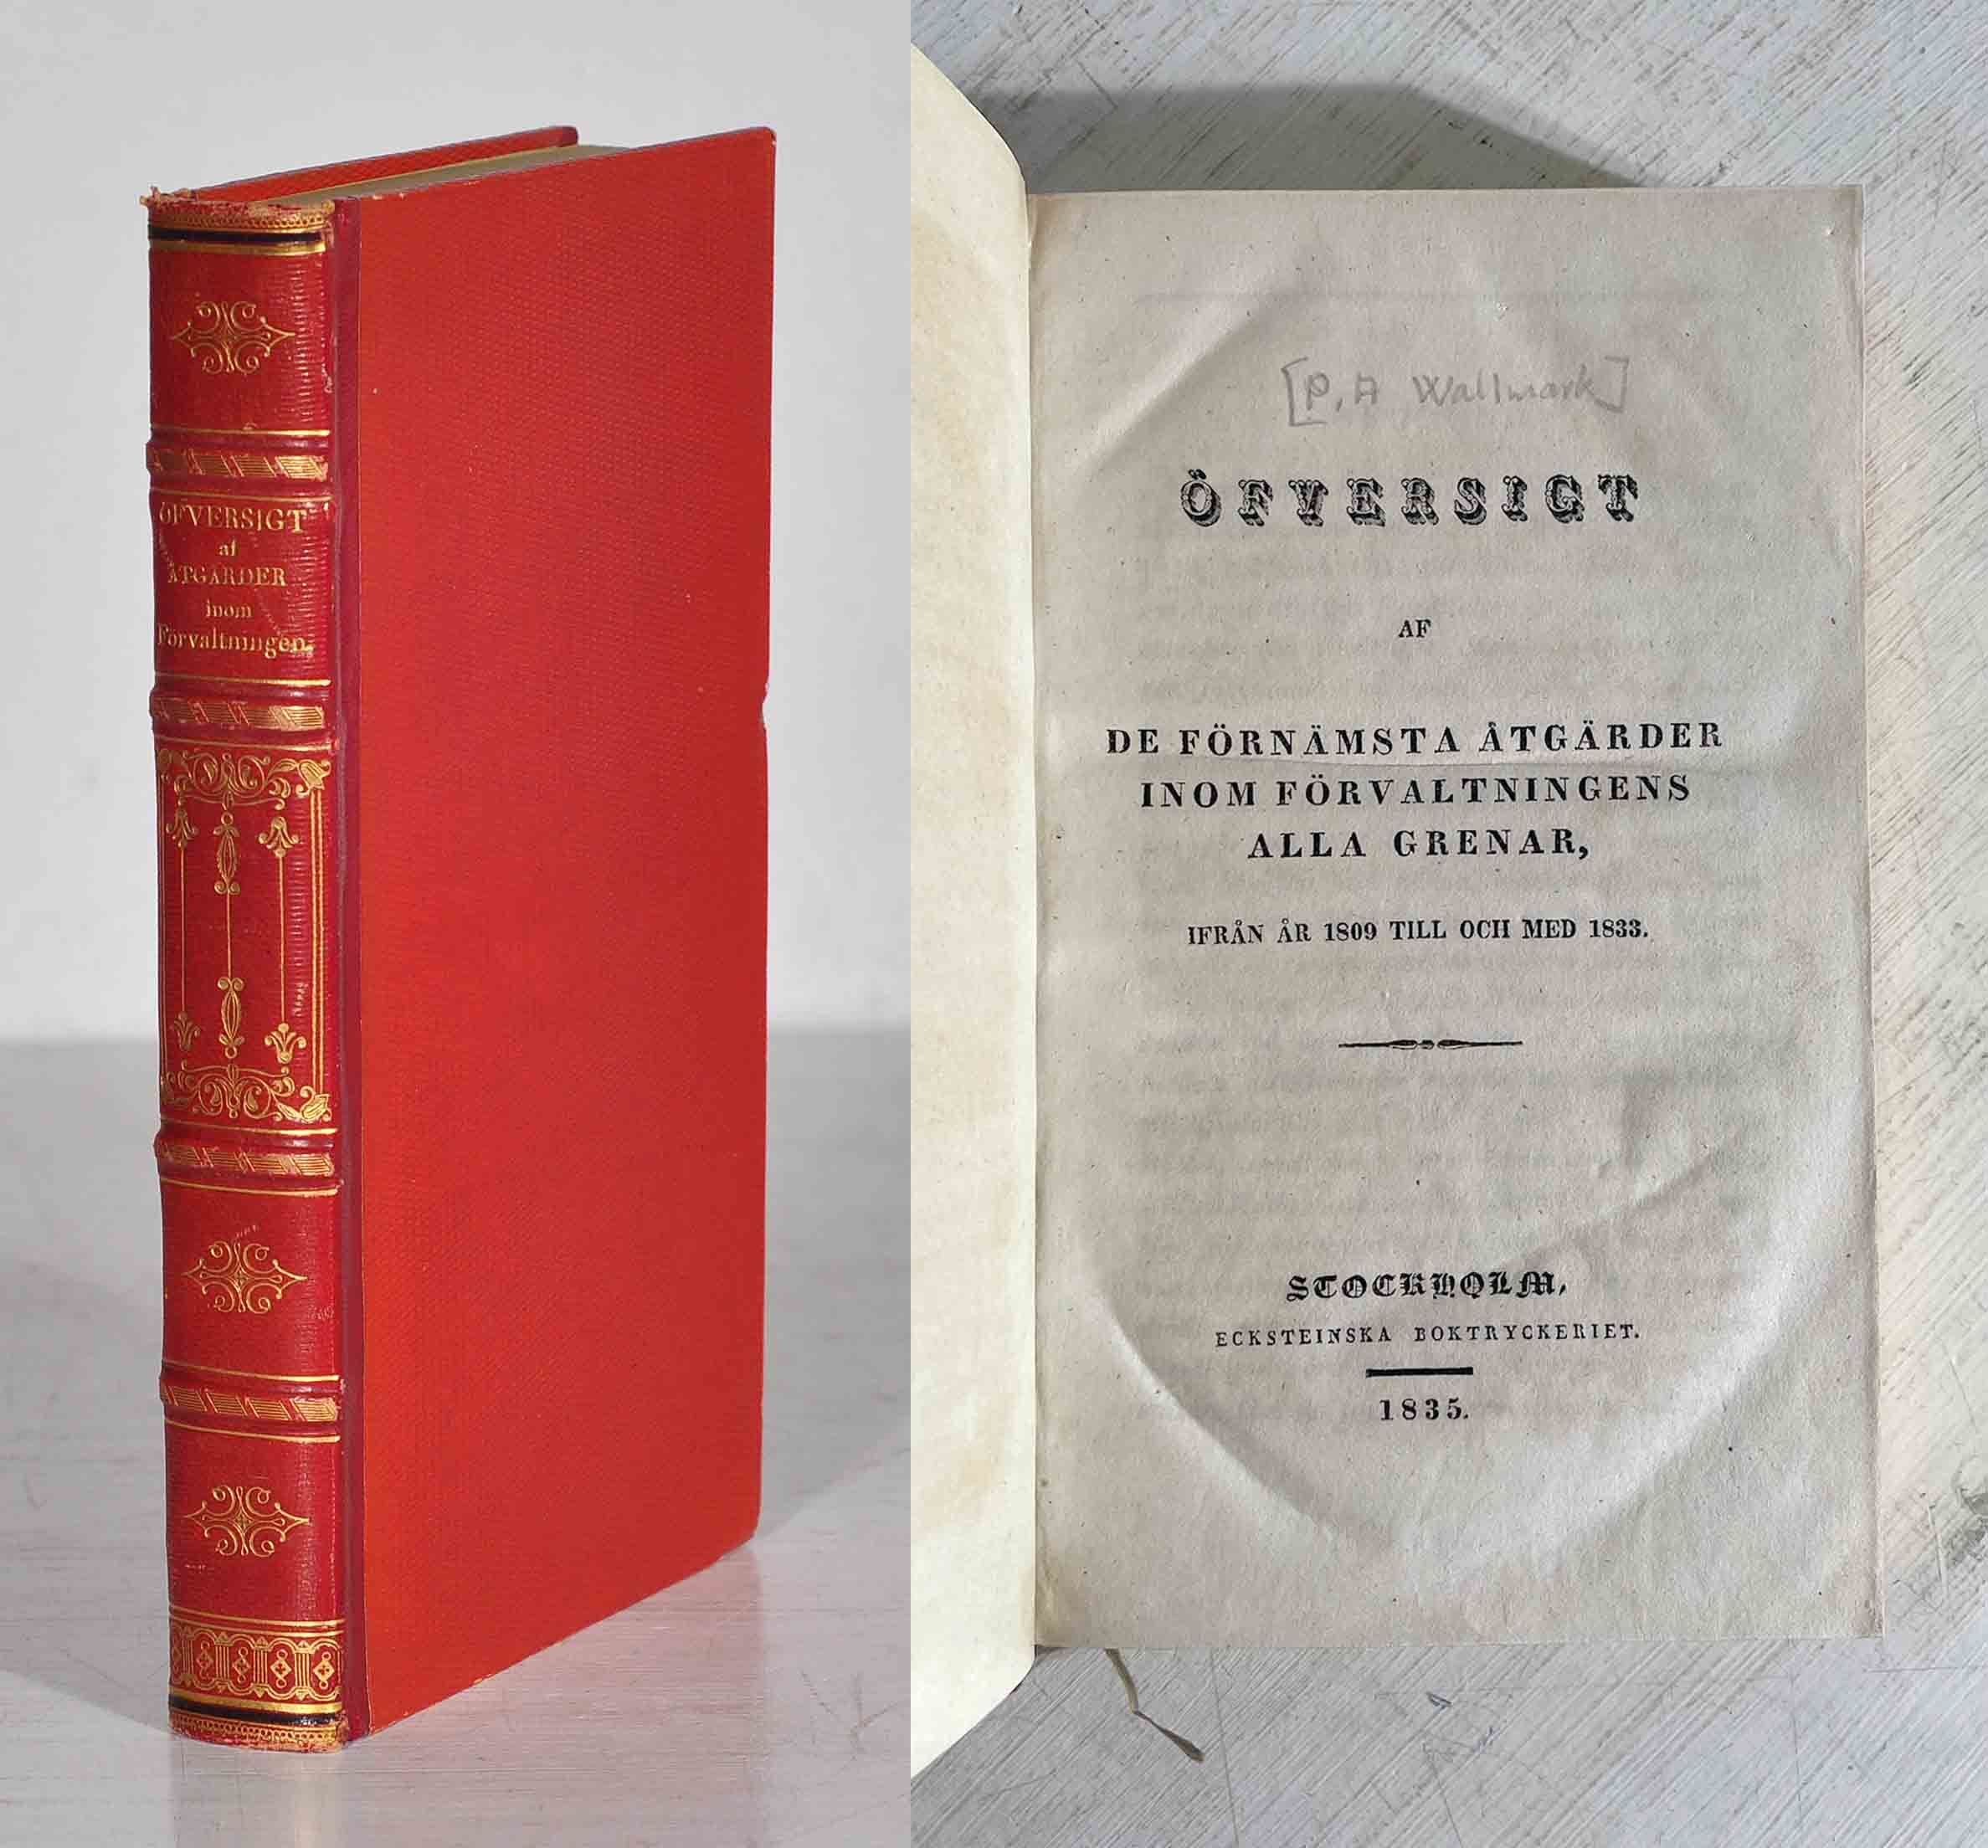 ÖFVERSIGT
af
ÅTGÄRDER
inom
Förvaltningen.
[P. A Wallmark]
ÖFVERSIGT
AF
DE FÖRNÄMSTA ÅTGÄRDER
INOM FÖRVALTNINGENS
ALLA GRENAR,
IFRÅN ÅR 1809 TILL OCH MED 1833.
STOCKHOLM,
ECKSTEINSKA BOKTRYCKERIET.
1835.